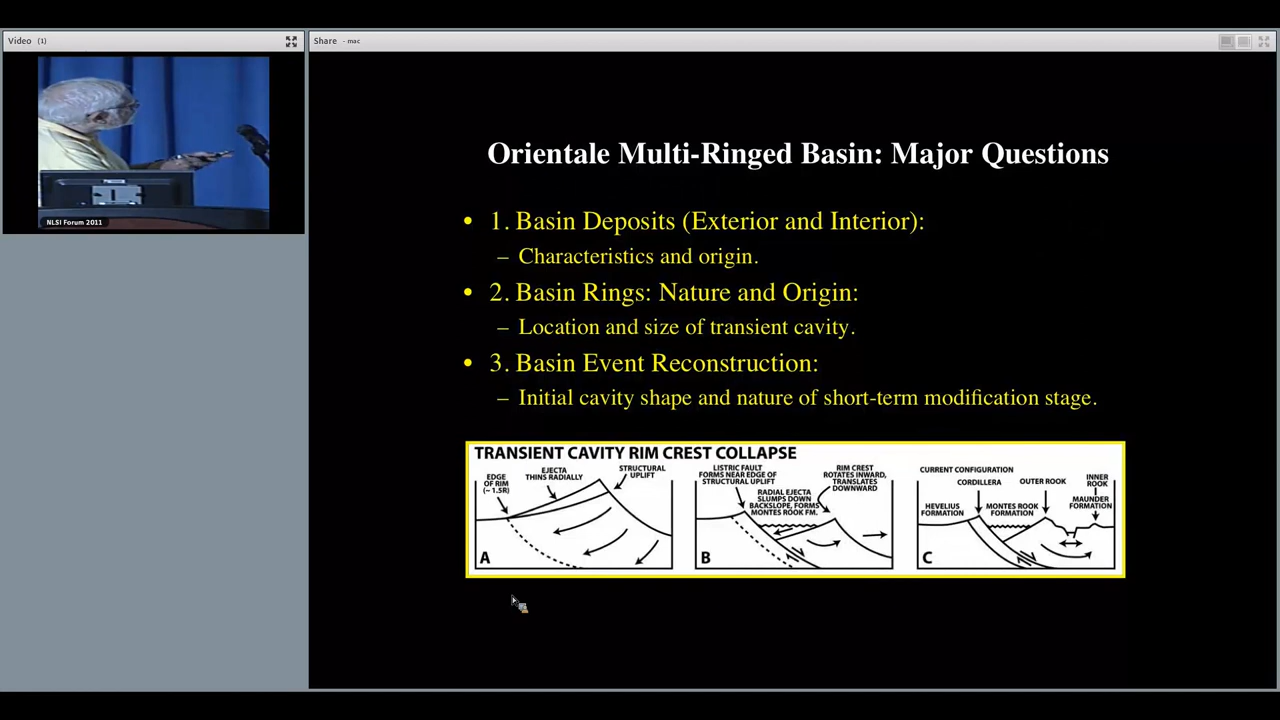 Video (1)
Share - mac
NLSI Forum 2011
Orientale Multi-Ringed Basin: Major Questions
• 1. Basin Deposits (Exterior and Interior):
– Characteristics and origin.
• 2. Basin Rings: Nature and Origin:
– Location and size of transient cavity.
• 3. Basin Event Reconstruction:
– Initial cavity shape and nature of short-term modification stage.
TRANSIENT CAVITY RIM CREST COLLAPSE
EDGE
OF RIM
(~ 1.5R)
EJECTA
THINS RADIALLY
STRUCTURAL
UPLIFT
A
LISTRIC FAULT
FORMS NEAR EDGE OF
STRUCTURAL UPLIFT
RADIAL EJECTA
SLUMPS DOWN
BACKSLOPE, FORMS
MONTES ROOK FM.
RIM CREST
ROTATES INWARD,
TRANSLATES
DOWNWARD
B
CURRENT CONFIGURATION
HEVELIUS
FORMATION
CORDILLERA
MONTES ROOK
FORMATION
OUTER ROOK
INNER
ROOK
MAUNDER
FORMATION
C